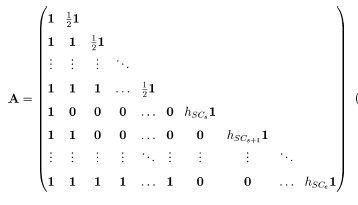 1 ½1
1 1 ½1
⋮ ⋮ ⋮ ⋱
1 1 1 … ½1
A = 1 0 0 0 … 0 h_{SC_s}1 (
1 1 0 0 … 0 0 h_{SC_{s+1}}1
⋮ ⋮ ⋮ ⋮ ⋱ ⋮ ⋮ ⋮ ⋱
1 1 1 1 … 1 0 0 … h_{SC_e}1